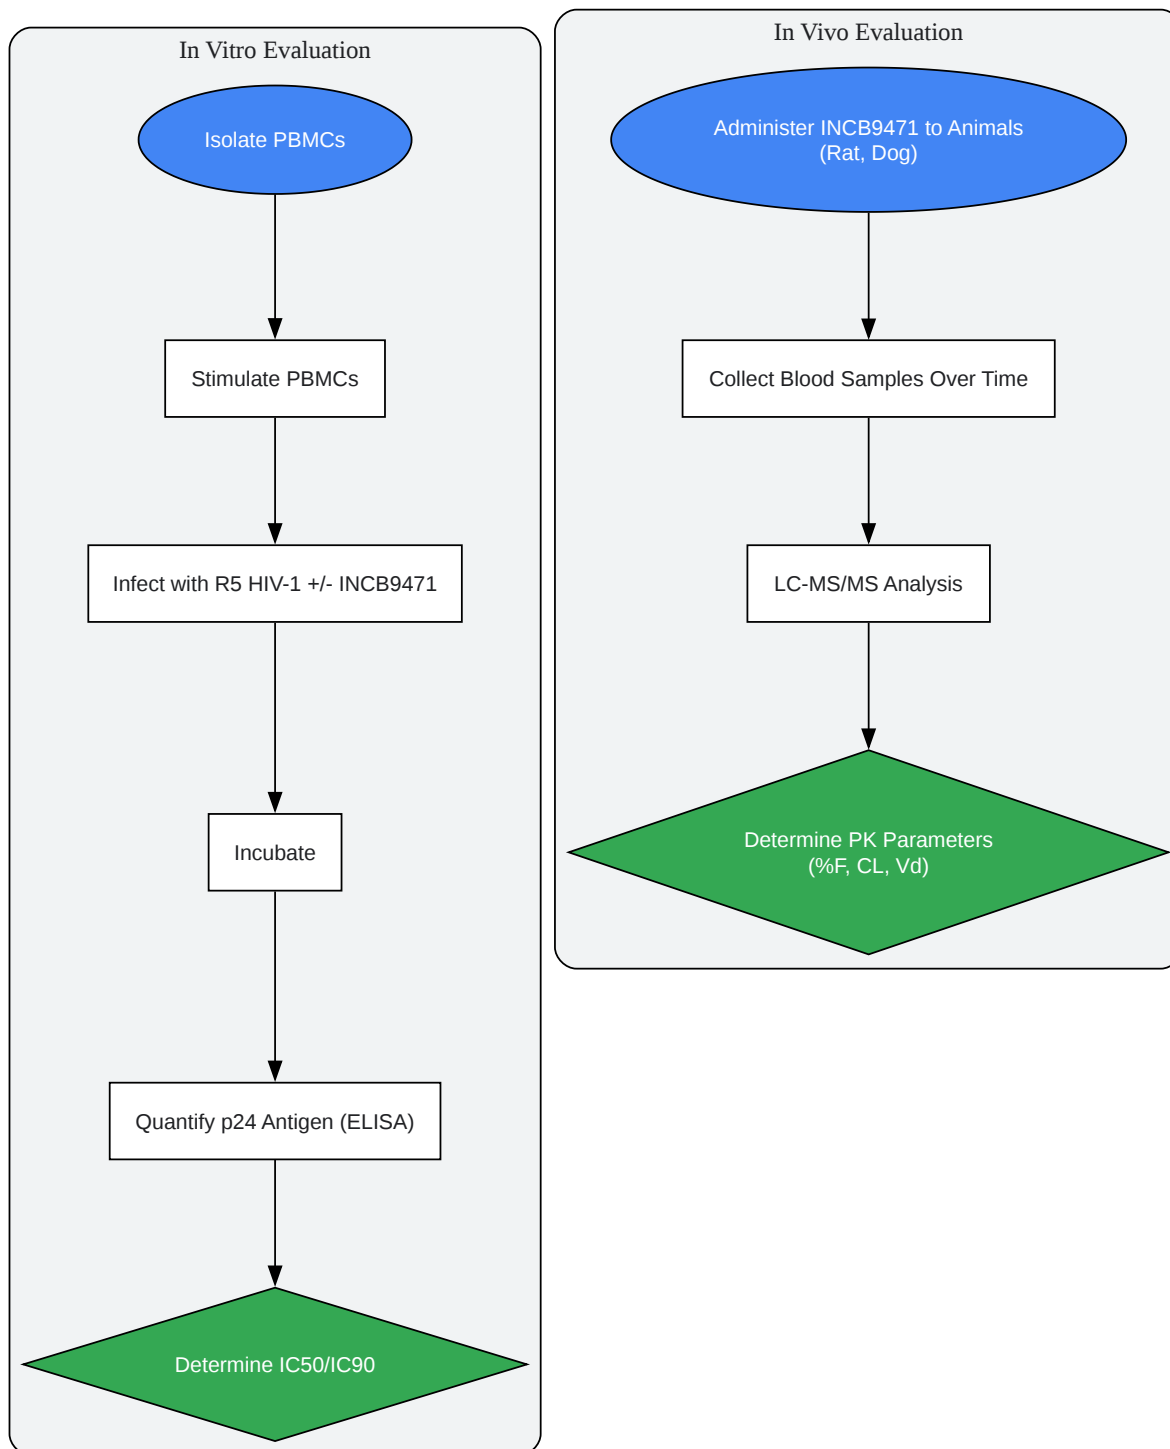 In Vitro Evaluation
Isolate PBMCs
Stimulate PBMCs
Infect with R5 HIV-1 +/- INCB9471
Incubate
Quantify p24 Antigen (ELISA)
Determine IC50/IC90
In Vivo Evaluation
Administer INCB9471 to Animals
(Rat, Dog)
Collect Blood Samples Over Time
LC-MS/MS Analysis
Determine PK Parameters
(%F, CL, Vd)